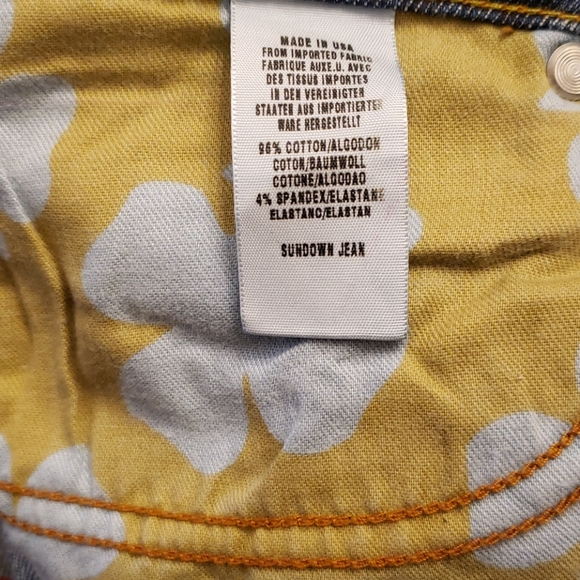 MADE IN USA
FROM IMPORTED FABRIC
FABRIQUE AUXE.U. AVEC
DES TISSUS IMPORTES
IN DEN VEREINIGTEN
STAATEN AUS IMPORTIERTER
WARE HERGESTELLT
96% COTTON/ALGODON
COTON/BAUMWOLL
COTONE/ALGODAO
4% SPANDEX/ELASTANE
ELASTANO/ELASTAN
SUNDOWN JEAN